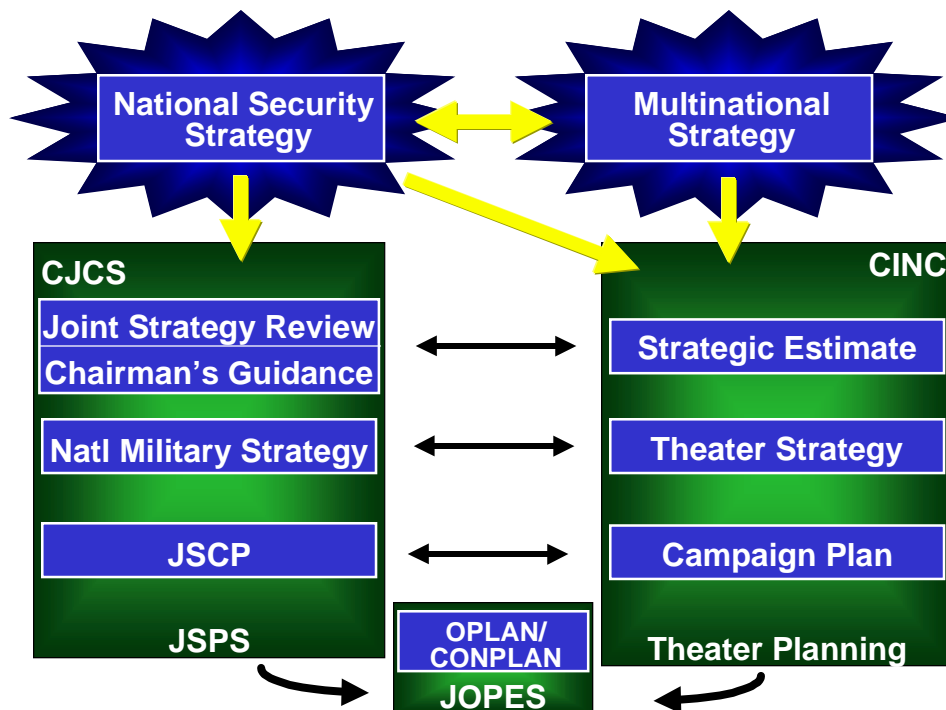 National Security
Strategy
Multinational
Strategy
CJCS
Joint Strategy Review
Chairman's Guidance
Natl Military Strategy
JSCP
JSPS
CINC
Strategic Estimate
Theater Strategy
Campaign Plan
Theater Planning
OPLAN/
CONPLAN
JOPES